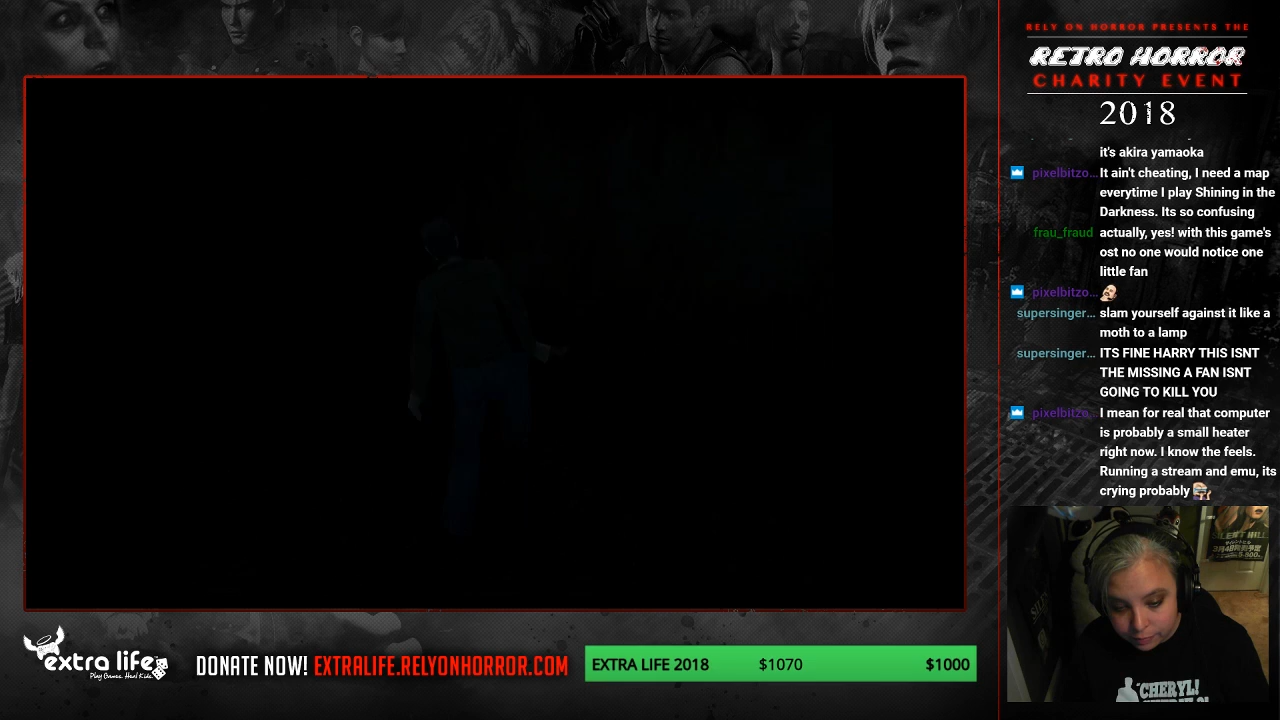 RELY ON HORROR PRESENTS THE
RETRO HORROR
CHARITY EVENT
2018
it's akira yamaoka
pixelbitzo... It ain't cheating, I need a map
everytime I play Shining in the
Darkness. Its so confusing
frau_fraud actually, yes! with this game's
ost no one would notice one
little fan
pixelbitzo...
supersinger... slam yourself against it like a
moth to a lamp
supersinger... ITS FINE HARRY THIS ISNT
THE MISSING A FAN ISNT
GOING TO KILL YOU
pixelbitzo... I mean for real that computer
is probably a small heater
right now. I know the feels.
Running a stream and emu, its
crying probably
SILENT HILL
CHERYL!
extra life
Play Games. Heal Kids.
DONATE NOW! EXTRALIFE.RELYONHORROR.COM
EXTRA LIFE 2018 $1070 $1000